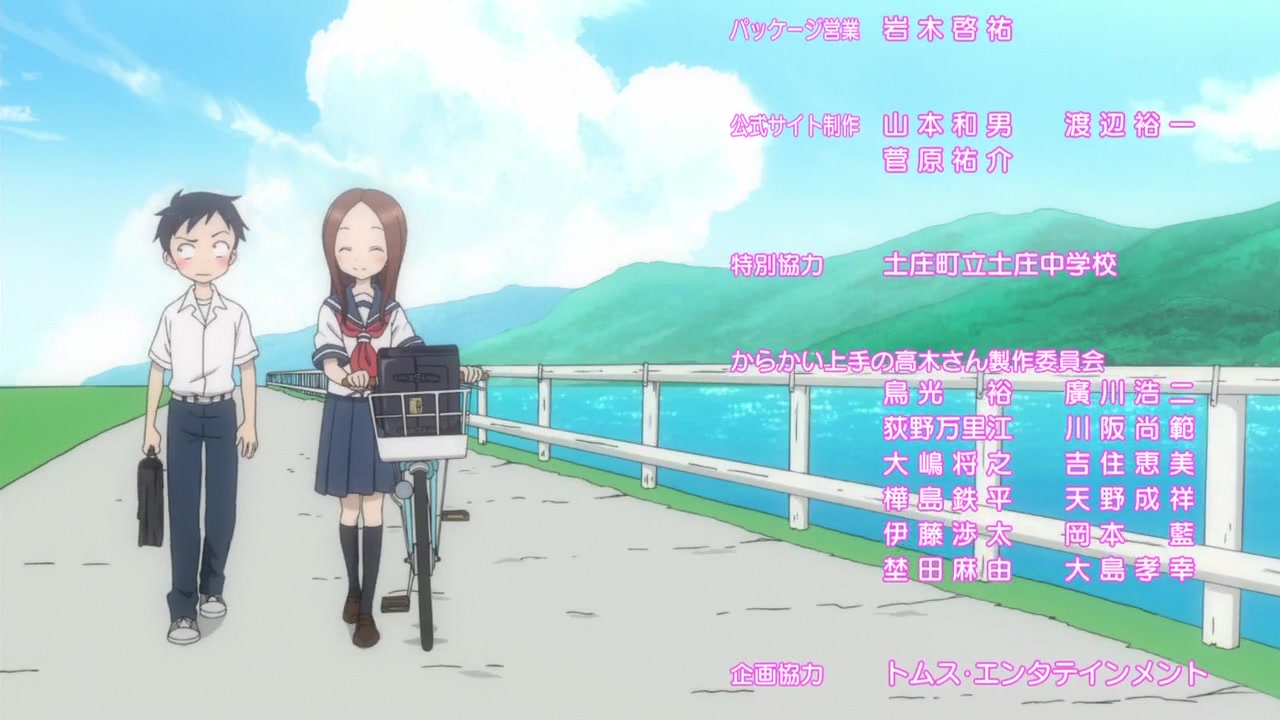 パッケージ営業 岩木啓祐
公式サイト制作 山本和男 渡辺裕一
菅原祐介
特別協力 土庄町立土庄中学校
からかい上手の高木さん製作委員会
鳥光 裕 廣川浩二
荻野万里江 川阪尚範
大嶋将之 吉住恵美
樺島鉄平 天野成祥
伊藤渉太 岡本 藍
埜田麻由 大島孝幸
企画協力 トムス・エンタテインメント